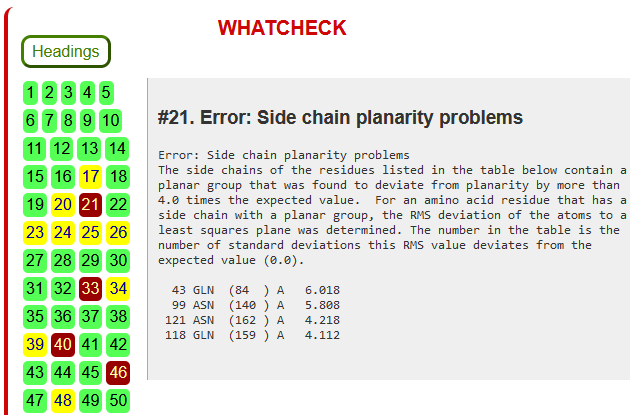 WHATCHECK
Headings
1 2 3 4 5
6 7 8 9 10
11 12 13 14
15 16 17 18
19 20 21 22
23 24 25 26
27 28 29 30
31 32 33 34
35 36 37 38
39 40 41 42
43 44 45 46
47 48 49 50
#21. Error: Side chain planarity problems
Error: Side chain planarity problems
The side chains of the residues listed in the table below contain a
planar group that was found to deviate from planarity by more than
4.0 times the expected value.  For an amino acid residue that has a
side chain with a planar group, the RMS deviation of the atoms to a
least squares plane was determined. The number in the table is the
number of standard deviations this RMS value deviates from the
expected value (0.0).
43 GLN  (84  ) A   6.018
99 ASN  (140 ) A   5.808
121 ASN  (162 ) A   4.218
118 GLN  (159 ) A   4.112